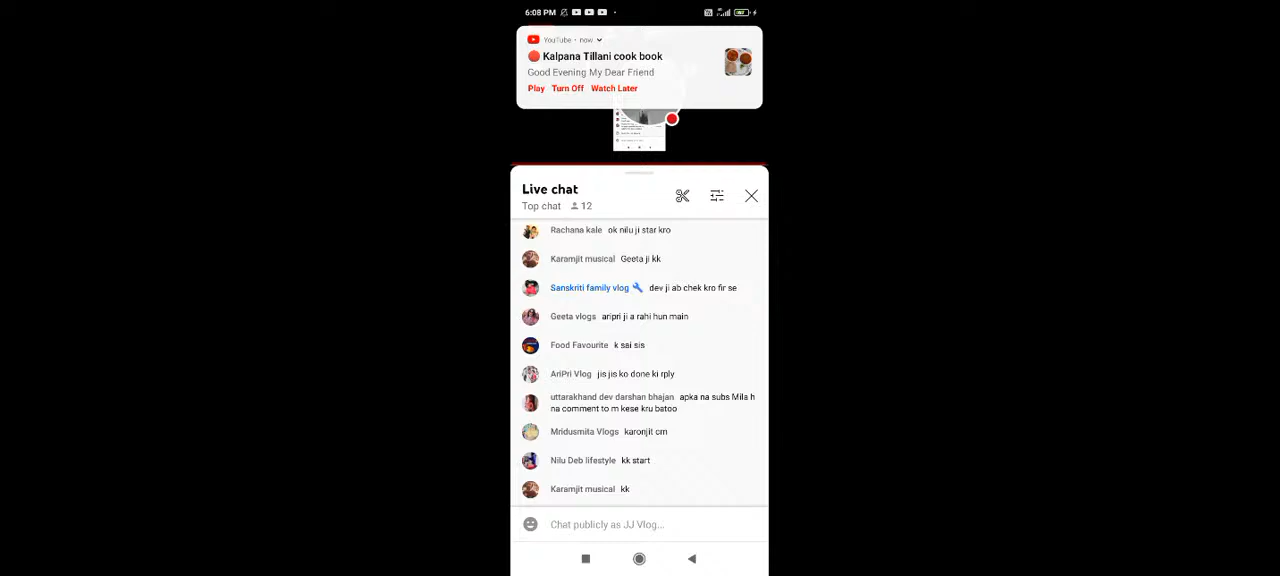 6:08 PM
YouTube • now
Kalpana Tillani cook book
Good Evening My Dear Friend
Play Turn Off Watch Later
Live chat
Top chat 12
Rachana kale ok nilu ji star kro
Karamjit musical Geeta ji kk
Sanskriti family vlog dev ji ab chek kro fir se
Geeta vlogs aripri ji a rahi hun main
Food Favourite k sai sis
AriPri Vlog jis jis ko done ki rply
uttarakhand dev darshan bhajan apka na subs Mila h
na comment to m kese kru batoo
Mridusmita Vlogs karonjit cm
Nilu Deb lifestyle kk start
Karamjit musical kk
Chat publicly as JJ Vlog...